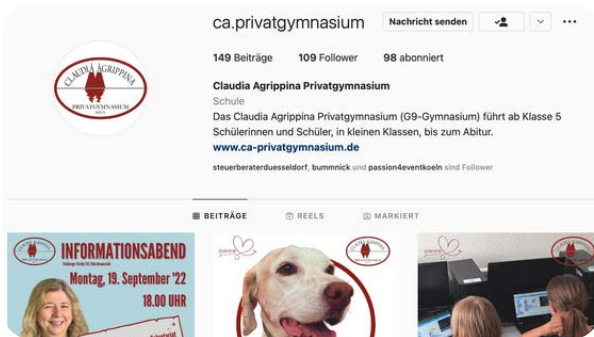 ca.privatgymnasium
Nachricht senden
149 Beiträge 109 Follower 98 abonniert
Claudia Agrippina Privatgymnasium
Schule
Das Claudia Agrippina Privatgymnasium (G9-Gymnasium) führt ab Klasse 5
Schülerinnen und Schüler, in kleinen Klassen, bis zum Abitur.
www.ca-privatgymnasium.de
steuerberaterduesseldorf, bummnick und passion4eventkoeln sind Follower
CLAUDIA AGRIPPINA
PRIVATGYMNASIUM
BEITRÄGE REELS MARKIERT
INFORMATIONSABEND
Montag, 19. September '22
18.00 UHR